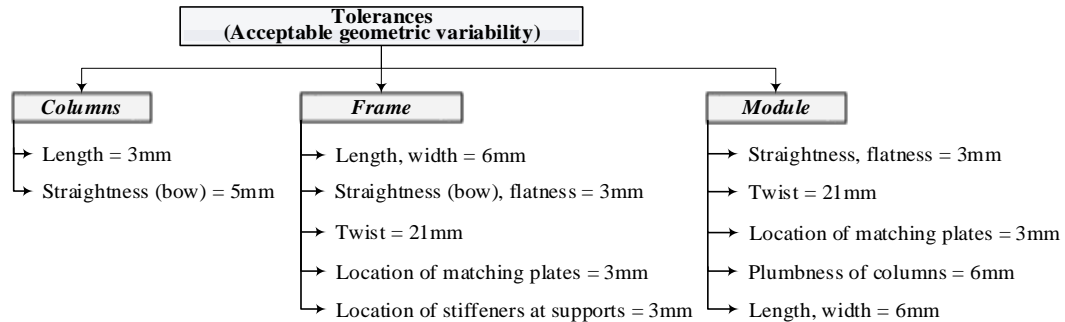 Tolerances
(Acceptable geometric variability)
Columns
Length = 3mm
Straightness (bow) = 5mm
Frame
Length, width = 6mm
Straightness (bow), flatness = 3mm
Twist = 21mm
Location of matching plates = 3mm
Location of stiffeners at supports = 3mm
Module
Straightness, flatness = 3mm
Twist = 21mm
Location of matching plates = 3mm
Plumbness of columns = 6mm
Length, width = 6mm